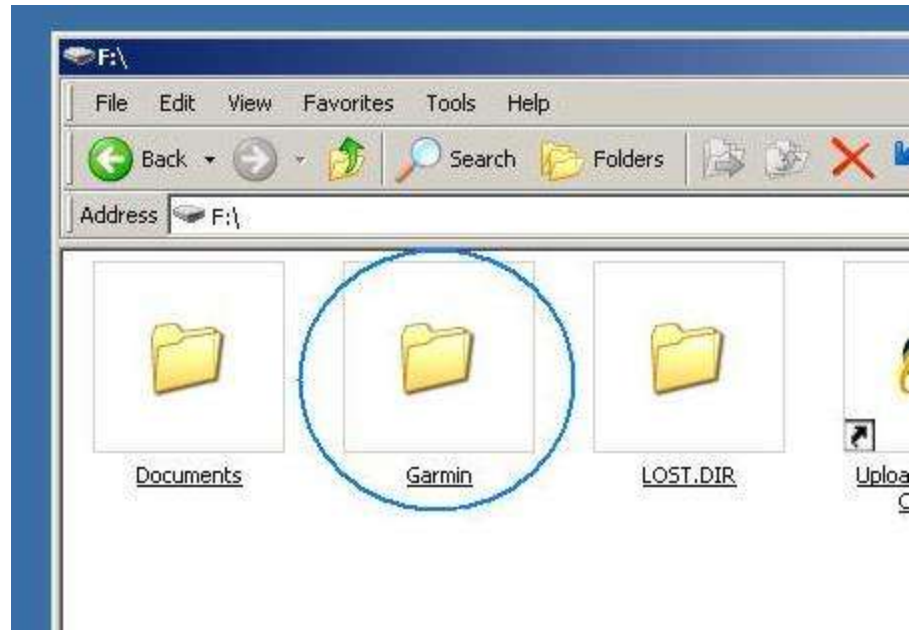 F:\
File Edit View Favorites Tools Help
Back Search Folders
Address F:\
Documents Garmin LOST.DIR